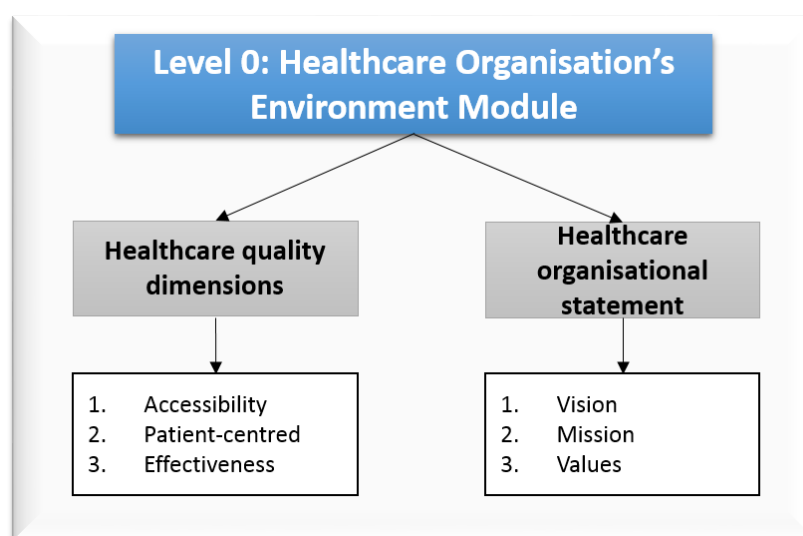 Level 0: Healthcare Organisation's
Environment Module
Healthcare quality
dimensions
Healthcare
organisational
statement
1. Accessibility
2. Patient-centred
3. Effectiveness
1. Vision
2. Mission
3. Values